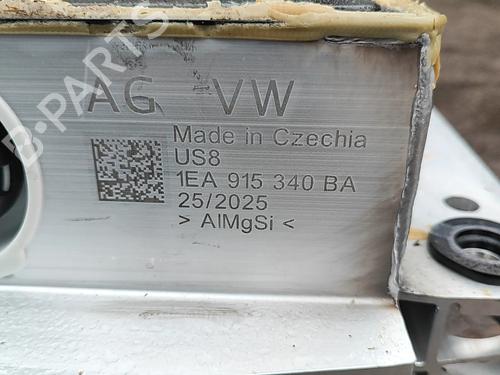 AG VW
Made in Czechia
US8
1EA 915 340 BA
25/2025
> AlMgSi <
B-PARTS